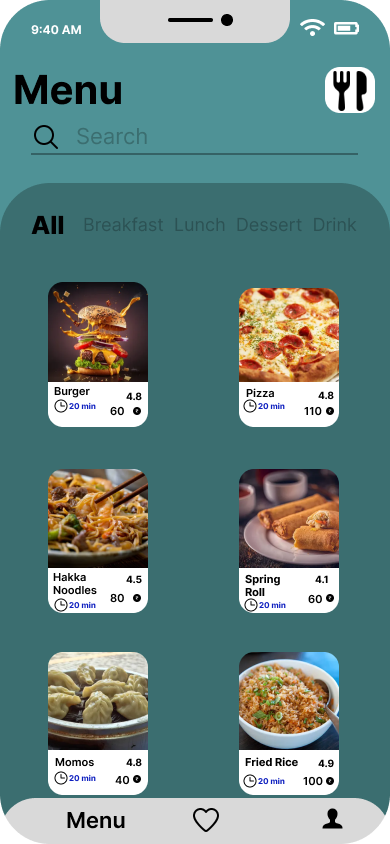 9:40 AM
Menu
Search
All Breakfast Lunch Dessert Drink
Burger
4.8
20 min
60
Pizza
4.8
20 min
110
Hakka
Noodles
4.5
20 min
80
Spring
Roll
4.1
20 min
60
Momos
4.8
20 min
40
Fried Rice
4.9
20 min
100
Menu